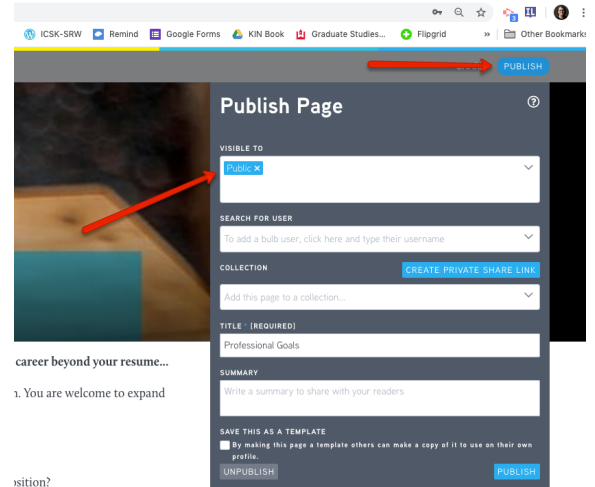 ICSK-SRW Remind Google Forms KIN Book Graduate Studies... Flipgrid » Other Bookmarks
3
PUBLISH
Publish Page
VISIBLE TO
Public ×
SEARCH FOR USER
To add a bulb user, click here and type their username
COLLECTION
CREATE PRIVATE SHARE LINK
Add this page to a collection...
TITLE * [REQUIRED]
Professional Goals
SUMMARY
Write a summary to share with your readers
SAVE THIS AS A TEMPLATE
By making this page a template others can make a copy of it to use on their own
profile.
UNPUBLISH
PUBLISH
career beyond your resume...
n. You are welcome to expand
osition?